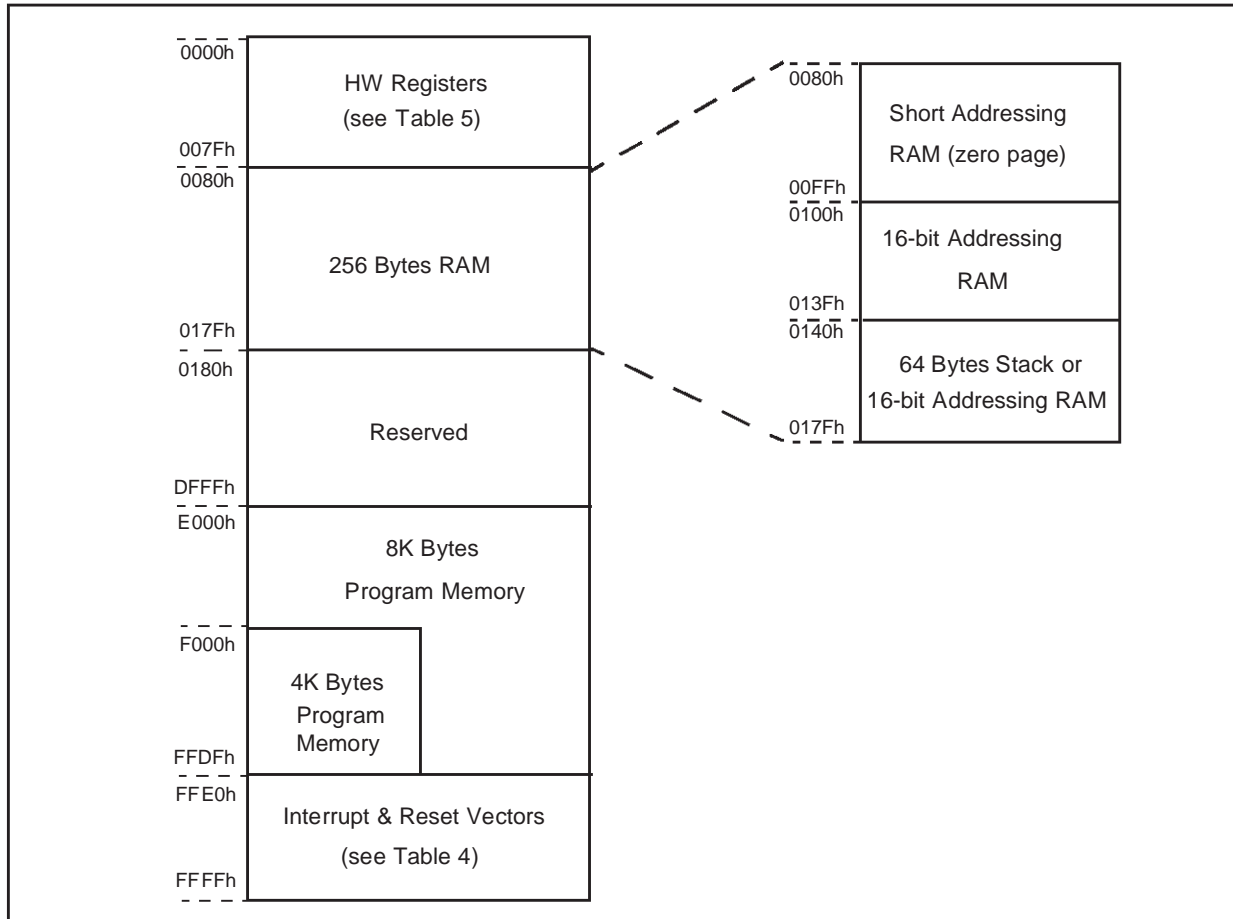 0000h
HW Registers
(see Table 5)
007Fh
0080h
256 Bytes RAM
017Fh
0180h
Reserved
DFFFh
E000h
8K Bytes
Program Memory
F000h
4K Bytes
Program
Memory
FFDFh
FFE0h
Interrupt & Reset Vectors
(see Table 4)
FFFFh
0080h
Short Addressing
RAM (zero page)
00FFh
0100h
16-bit Addressing
RAM
013Fh
0140h
64 Bytes Stack or
16-bit Addressing RAM
017Fh